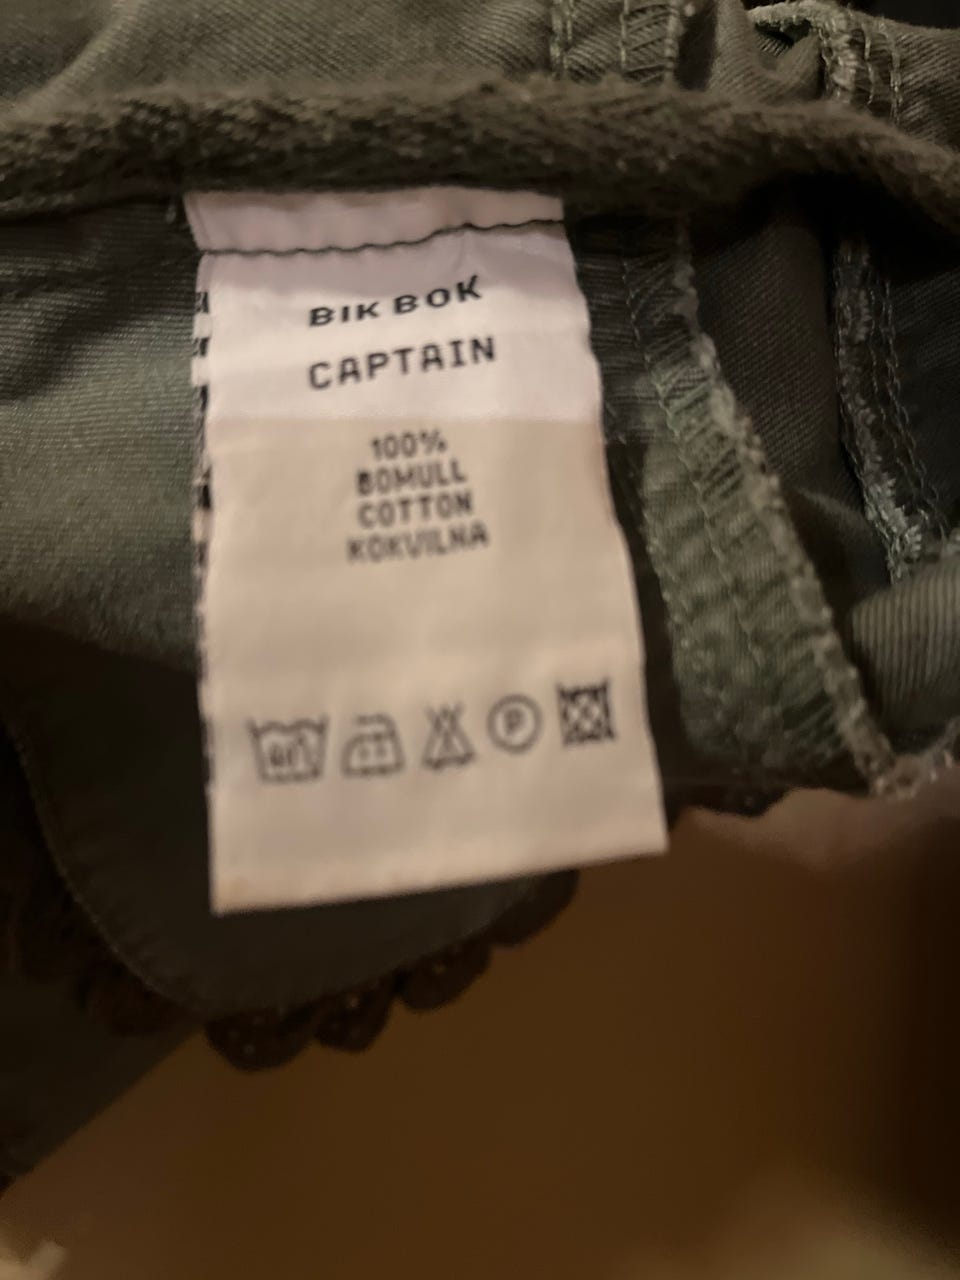 BIK BOK
CAPTAIN
100%
BOMULL
COTTON
KOKVILNA
P